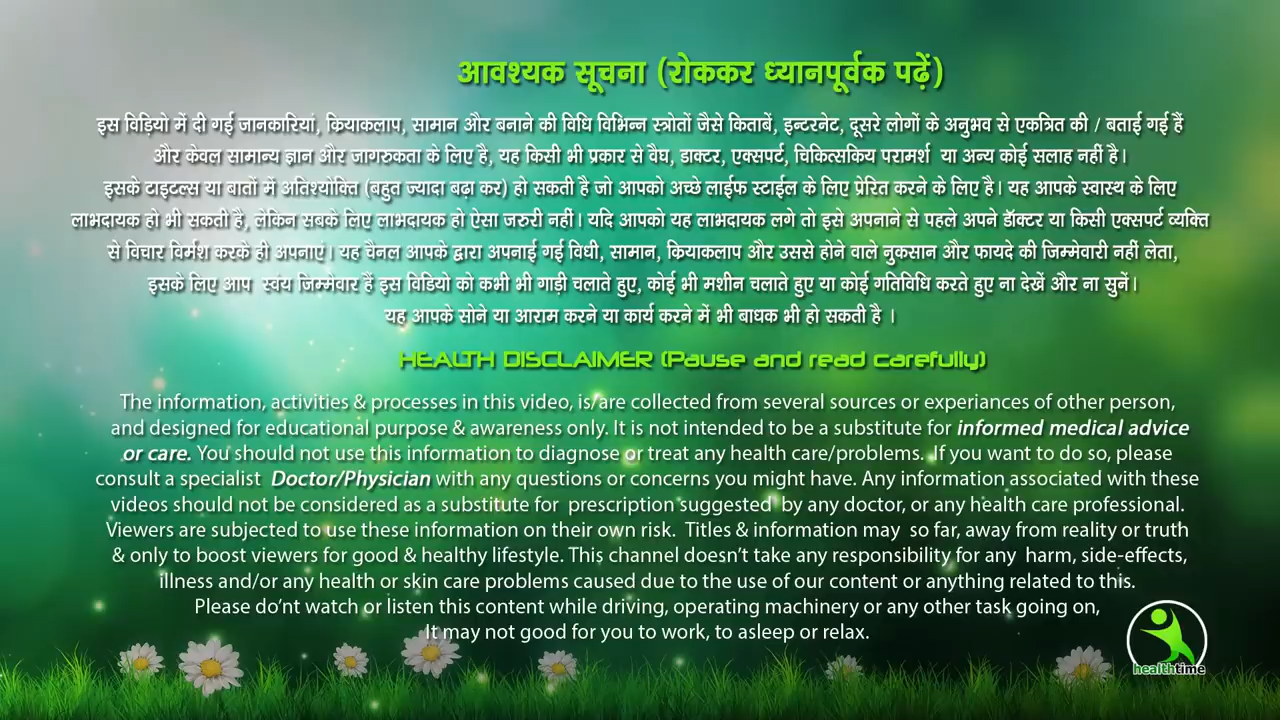 आवश्यक सूचना (रोककर ध्यानपूर्वक पढ़ें)
इस विड़ियो में दी गई जानकारियां, क्रियाकलाप, सामान और बनाने की विधि विभिन्न स्त्रोतों जैसे किताबें, इन्टरनेट, दूसरे लोगों के अनुभव से एकत्रित की / बताई गई हैं
और केवल सामान्य ज्ञान और जागरुकता के लिए है, यह किसी भी प्रकार से वैघ, डाक्टर, एक्सपर्ट, चिकित्सकिय परामर्श या अन्य कोई सलाह नहीं है।
इसके टाइटल्स या बातों में अतिश्योक्ति (बहुत ज्यादा बढ़ा कर) हो सकती है जो आपको अच्छे लाईफ स्टाईल के लिए प्रेरित करने के लिए है। यह आपके स्वास्थ के लिए
लाभदायक हो भी सकती है, लेकिन सबके लिए लाभदायक हो ऐसा जरुरी नहीं। यदि आपको यह लाभदायक लगे तो इसे अपनाने से पहले अपने डॉक्टर या किसी एक्सपर्ट व्यक्ति
से विचार विर्मश करके ही अपनाएं। यह चैनल आपके द्वारा अपनाई गई विधी, सामान, क्रियाकलाप और उससे होने वाले नुकसान और फायदे की जिम्मेवारी नहीं लेता,
इसके लिए आप स्वंय जिम्मेवार हैं इस विडियो को कभी भी गाड़ी चलाते हुए, कोई भी मशीन चलाते हुए या कोई गतिविधि करते हुए ना देखें और ना सुनें।
यह आपके सोने या आराम करने या कार्य करने में भी बाधक भी हो सकती है ।
HEALTH DISCLAIMER (Pause and read carefully)
The information, activities & processes in this video, is/are collected from several sources or experiances of other person,
and designed for educational purpose & awareness only. It is not intended to be a substitute for informed medical advice
or care. You should not use this information to diagnose or treat any health care/problems. If you want to do so, please
consult a specialist Doctor/Physician with any questions or concerns you might have. Any information associated with these
videos should not be considered as a substitute for prescription suggested by any doctor, or any health care professional.
Viewers are subjected to use these information on their own risk. Titles & information may so far, away from reality or truth
& only to boost viewers for good & healthy lifestyle. This channel doesn't take any responsibility for any harm, side-effects,
illness and/or any health or skin care problems caused due to the use of our content or anything related to this.
Please do'nt watch or listen this content while driving, operating machinery or any other task going on,
It may not good for you to work, to asleep or relax.
healthtime